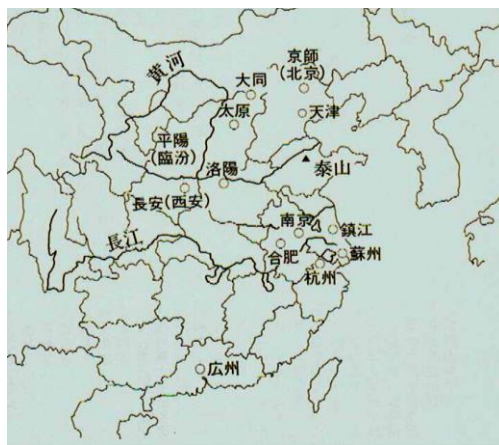 黄河
大同
京師
(北京)
太原
天津
平陽
(臨汾)
洛陽
泰山
長安(西安)
長江
南京
鎮江
合肥
蘇州
杭州
広州